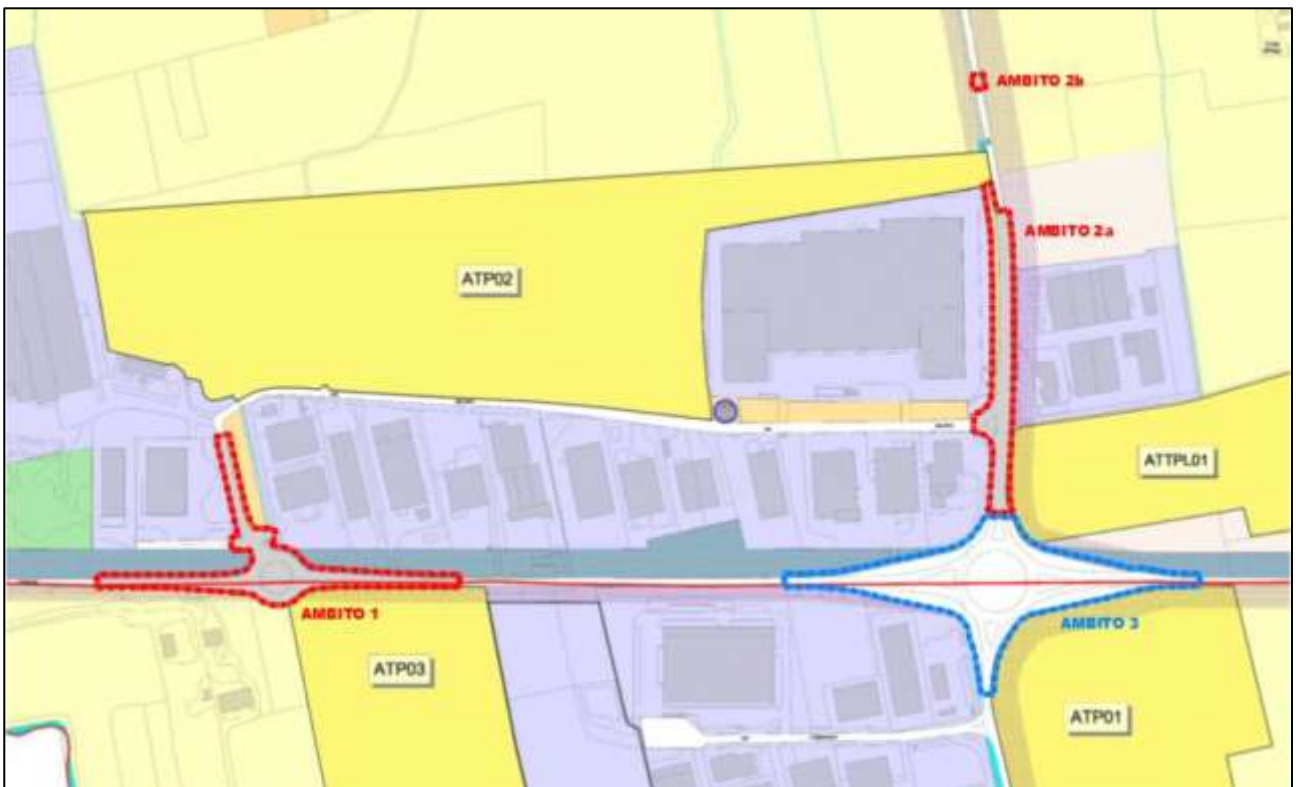 AMBITO 2b
AMBITO 2a
ATP02
ATTPL01
AMBITO 1
AMBITO 3
ATP03
ATP01